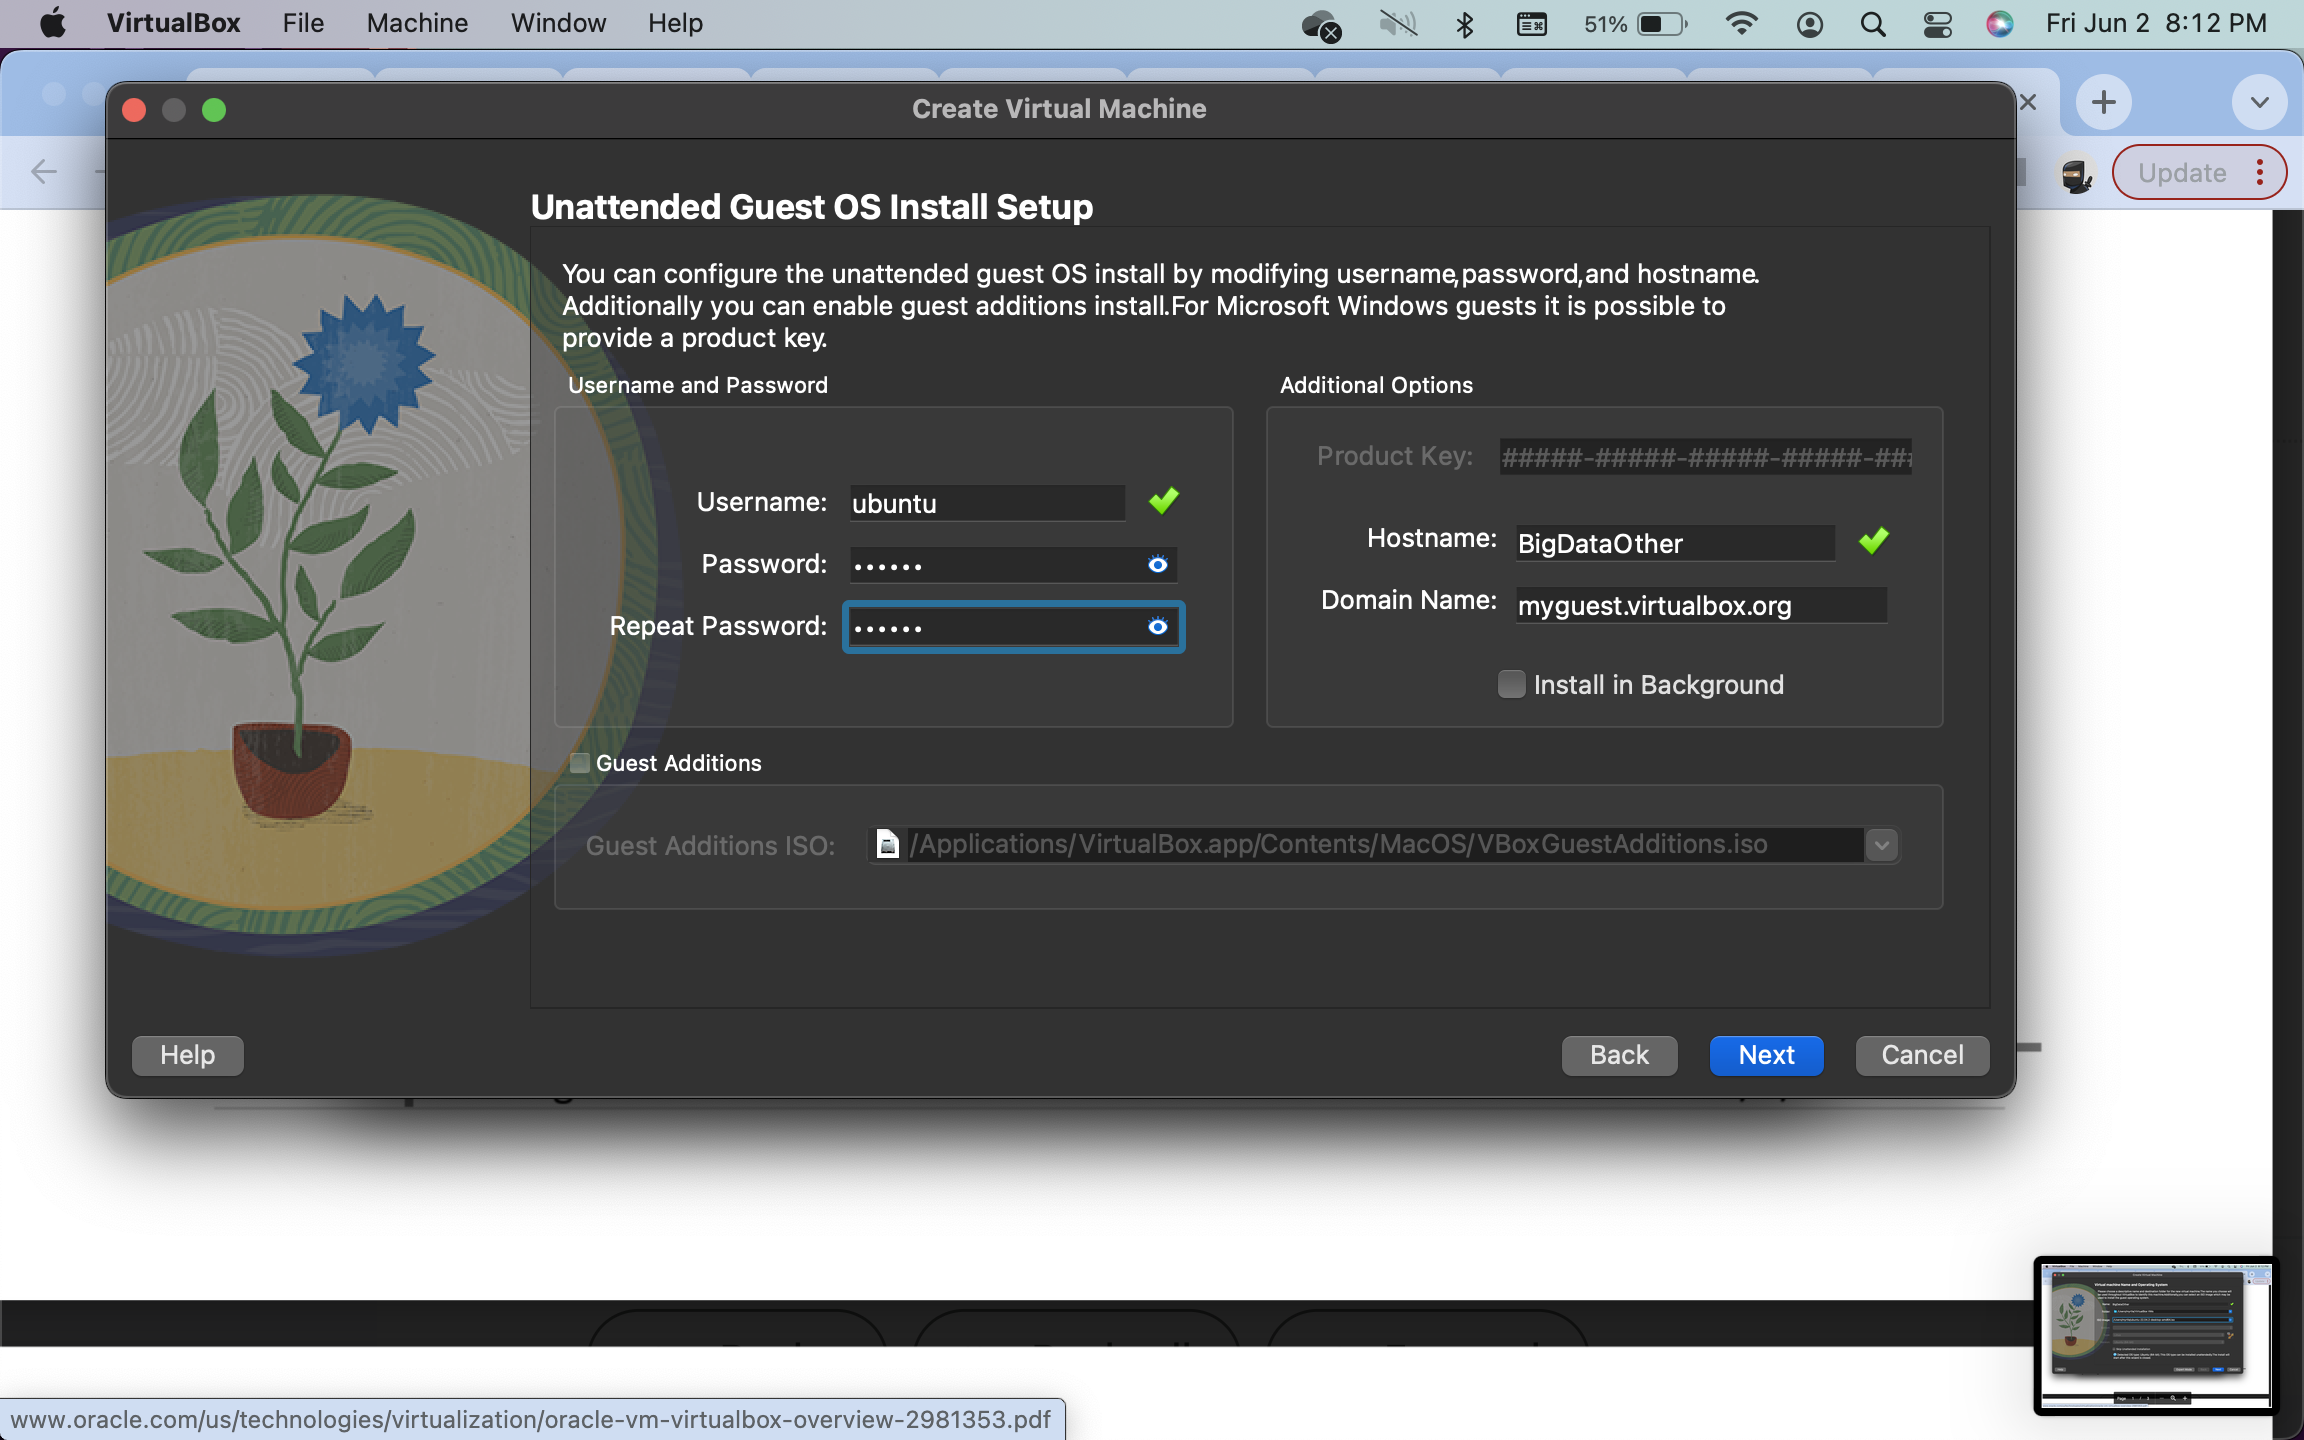 VirtualBox File Machine Window Help 51% Fri Jun 2 8:12 PM
Create Virtual Machine
Update
Unattended Guest OS Install Setup
You can configure the unattended guest OS install by modifying username,password,and hostname.
Additionally you can enable guest additions install.For Microsoft Windows guests it is possible to
provide a product key.
Username and Password
Username: ubuntu
Password: ••••••
Repeat Password: ••••••
Additional Options
Product Key: #####-#####-#####-#####-###
Hostname: BigDataOther
Domain Name: myguest.virtualbox.org
Install in Background
Guest Additions
Guest Additions ISO: /Applications/VirtualBox.app/Contents/MacOS/VBoxGuestAdditions.iso
Help Back Next Cancel
www.oracle.com/us/technologies/virtualization/oracle-vm-virtualbox-overview-2981353.pdf